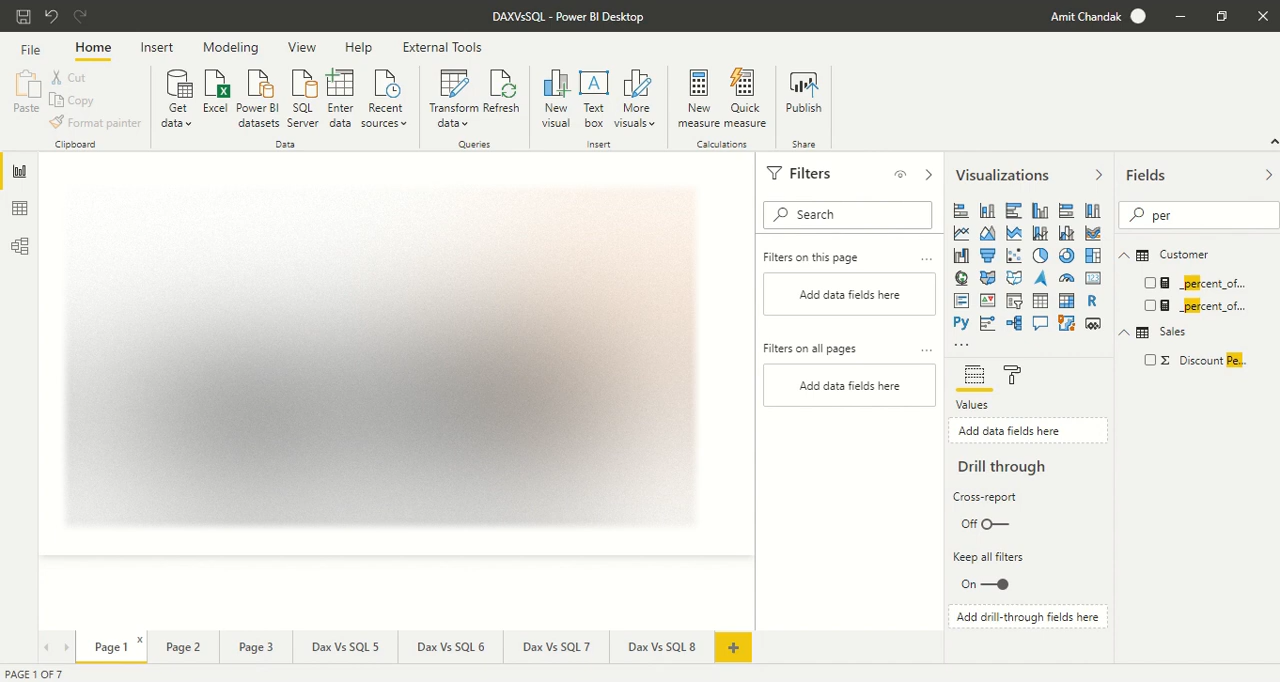 DAXVsSQL - Power BI Desktop
Amit Chandak
File
Home
Insert
Modeling
View
Help
External Tools
Paste
Cut
Copy
Format painter
Clipboard
Get
data
Excel
Power BI
datasets
SQL
Server
Enter
data
Recent
sources
Data
Transform
data
Refresh
Queries
New
visual
Text
box
More
visuals
Insert
New
measure
Quick
measure
Calculations
Publish
Share
Filters
Search
Filters on this page
...
Add data fields here
Filters on all pages
...
Add data fields here
Visualizations
123
R
Py
...
Values
Add data fields here
Drill through
Cross-report
Off
Keep all filters
On
Add drill-through fields here
Fields
per
Customer
_percent_of...
_percent_of...
Sales
Σ Discount Pe...
Page 1
x
Page 2
Page 3
Dax Vs SQL 5
Dax Vs SQL 6
Dax Vs SQL 7
Dax Vs SQL 8
+
PAGE 1 OF 7